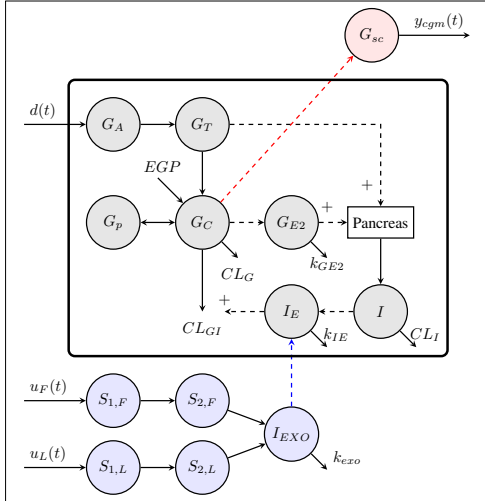 G_sc y_cgm(t)
d(t) G_A G_T
+
EGP
G_p G_C G_E2 + Pancreas
CL_G k_GE2
+ I_E I
CL_GI k_IE CL_I
u_F(t) S_1,F S_2,F
I_EXO
u_L(t) S_1,L S_2,L k_exo